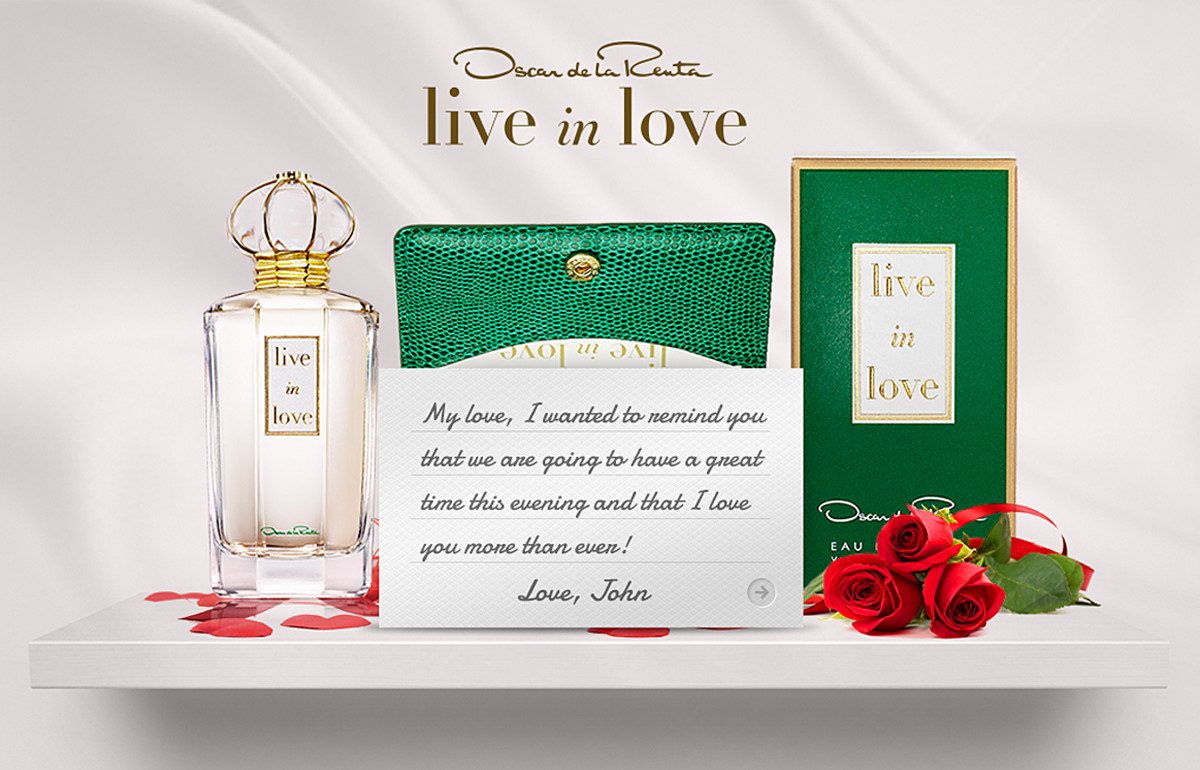 Oscar de la Renta
live in love
live in love
live
in
love
Oscar de la Renta
My love, I wanted to remind you
that we are going to have a great
time this evening and that I love
you more than ever!
Love, John
live
in
love
Oscar de la Renta
EAU